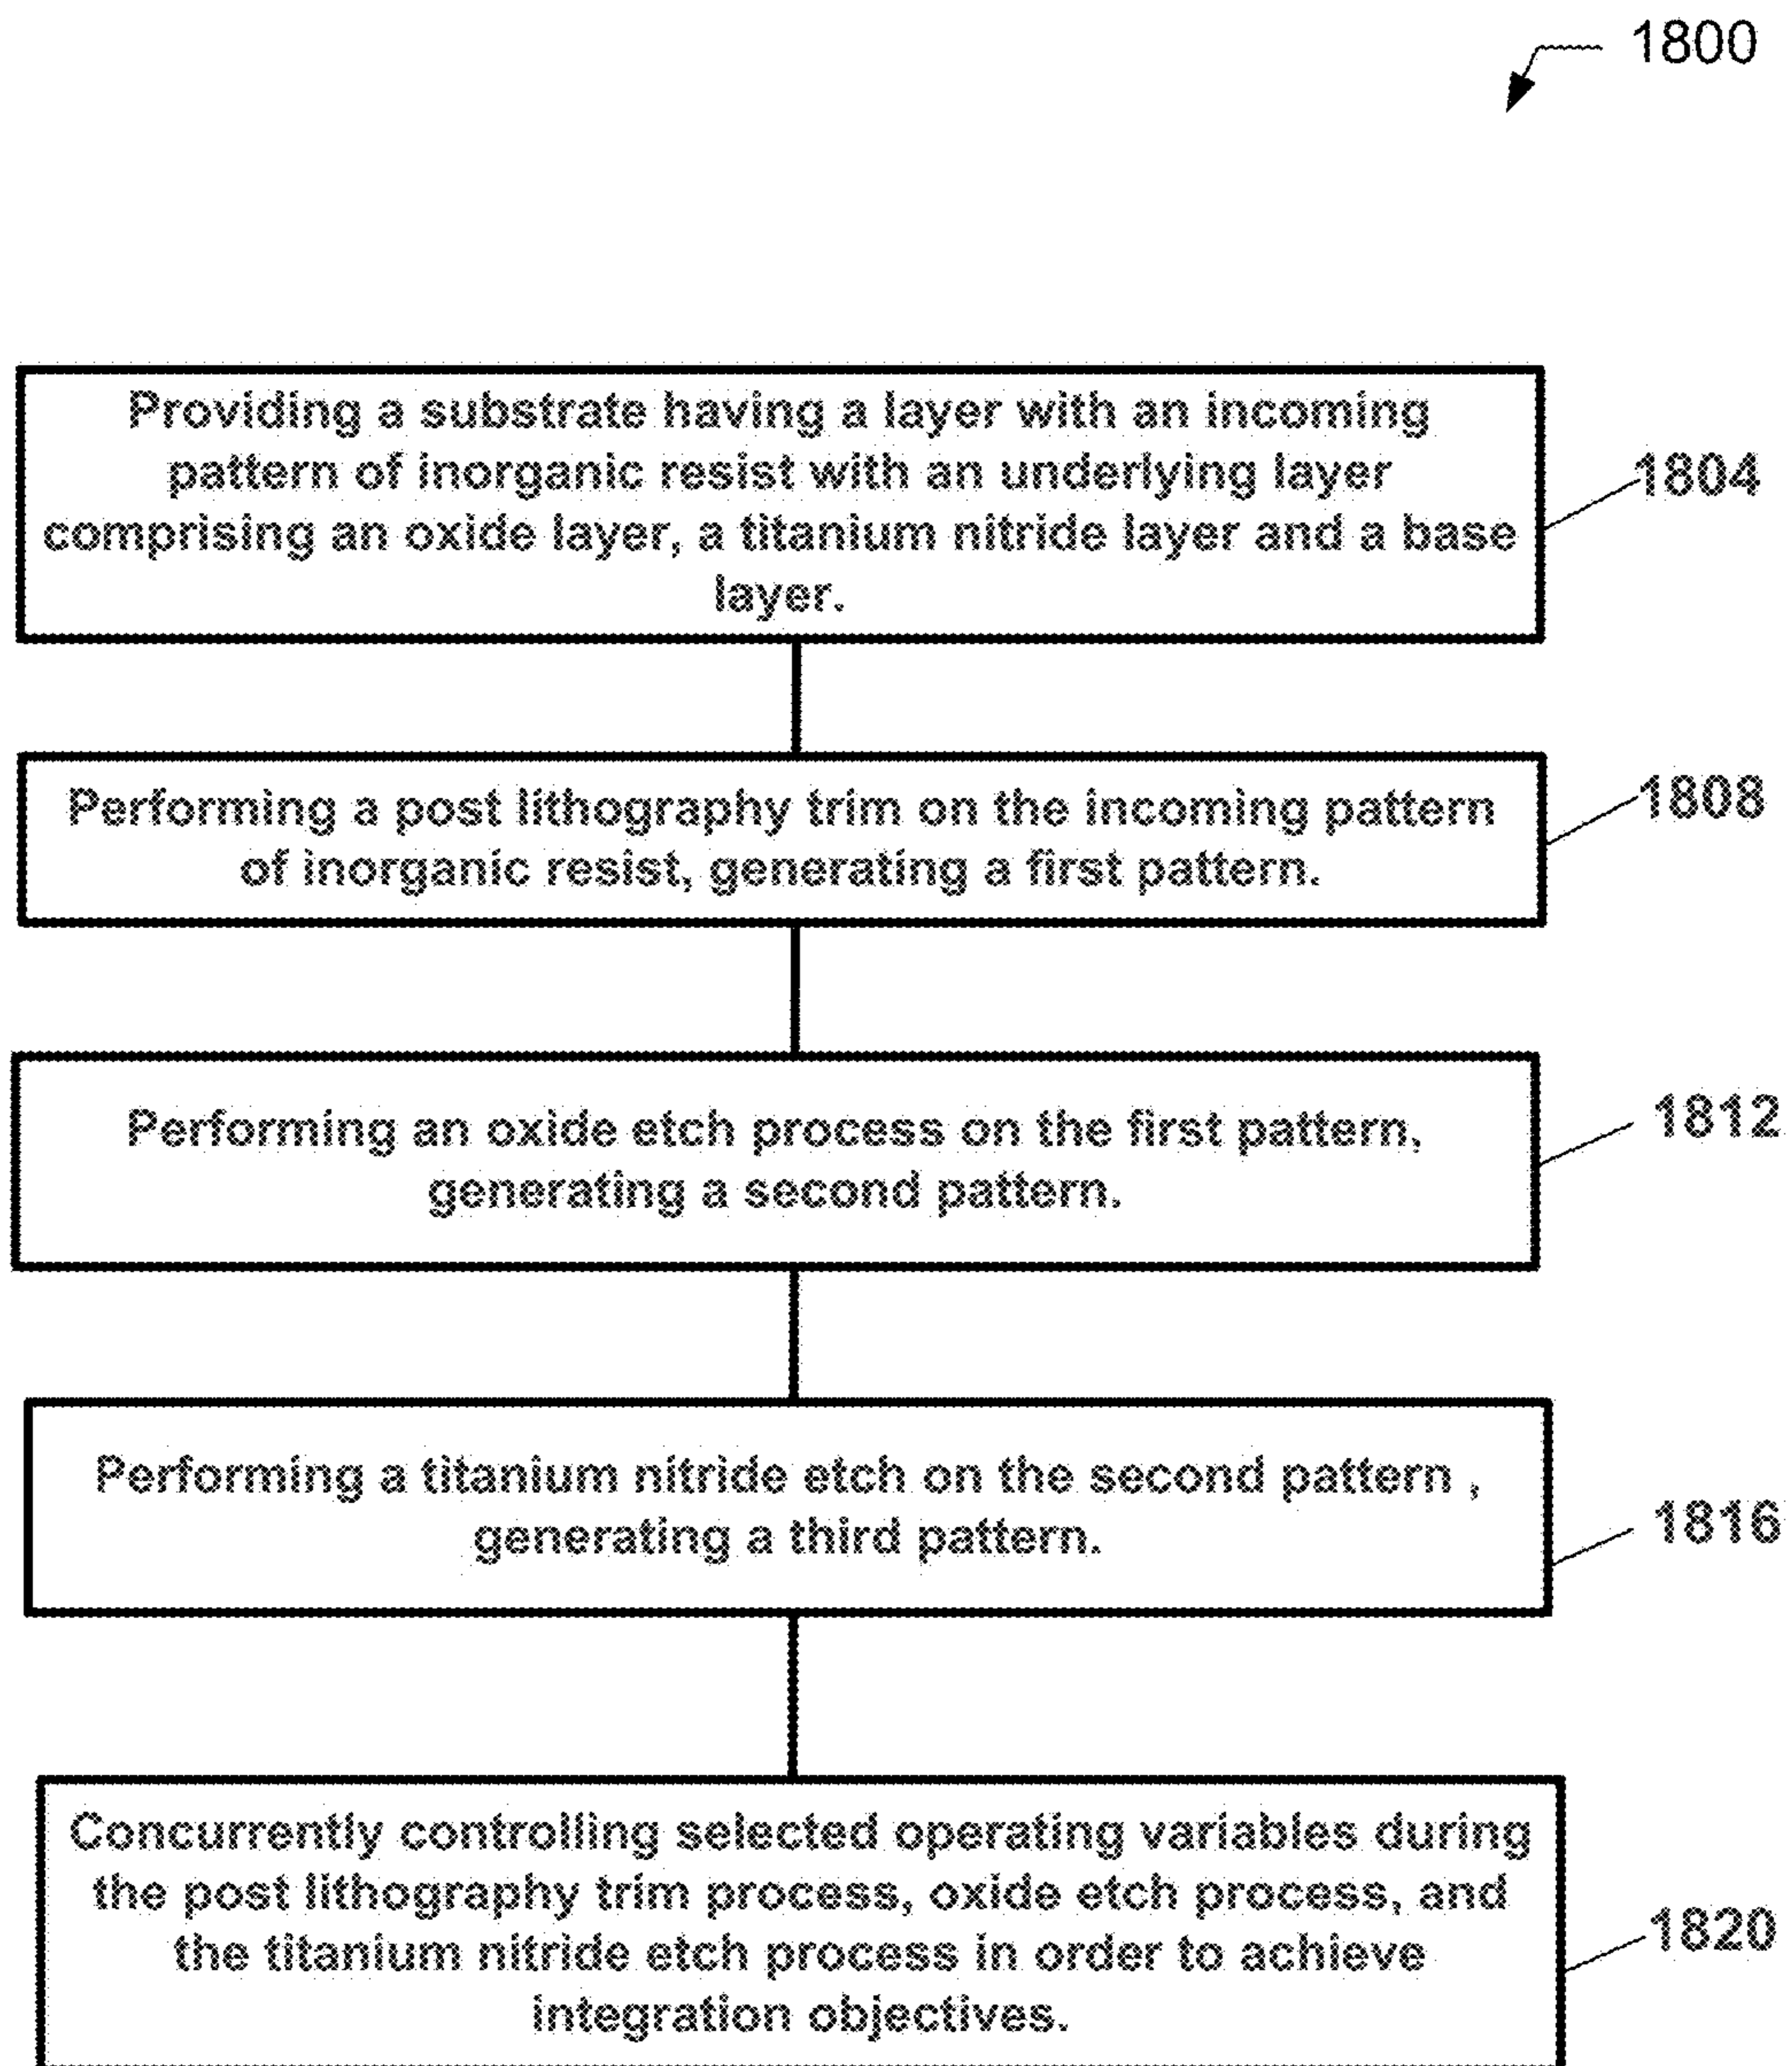 1800
Providing a substrate having a layer with an incoming
pattern of inorganic resist with an underlying layer
comprising an oxide layer, a titanium nitride layer and a base
layer.
1804
Performing a post lithography trim on the incoming pattern
of inorganic resist, generating a first pattern.
1808
Performing an oxide etch process on the first pattern,
generating a second pattern.
1812
Performing a titanium nitride etch on the second pattern ,
generating a third pattern.
1816
Concurrently controlling selected operating variables during
the post lithography trim process, oxide etch process, and
the titanium nitride etch process in order to achieve
integration objectives.
1820